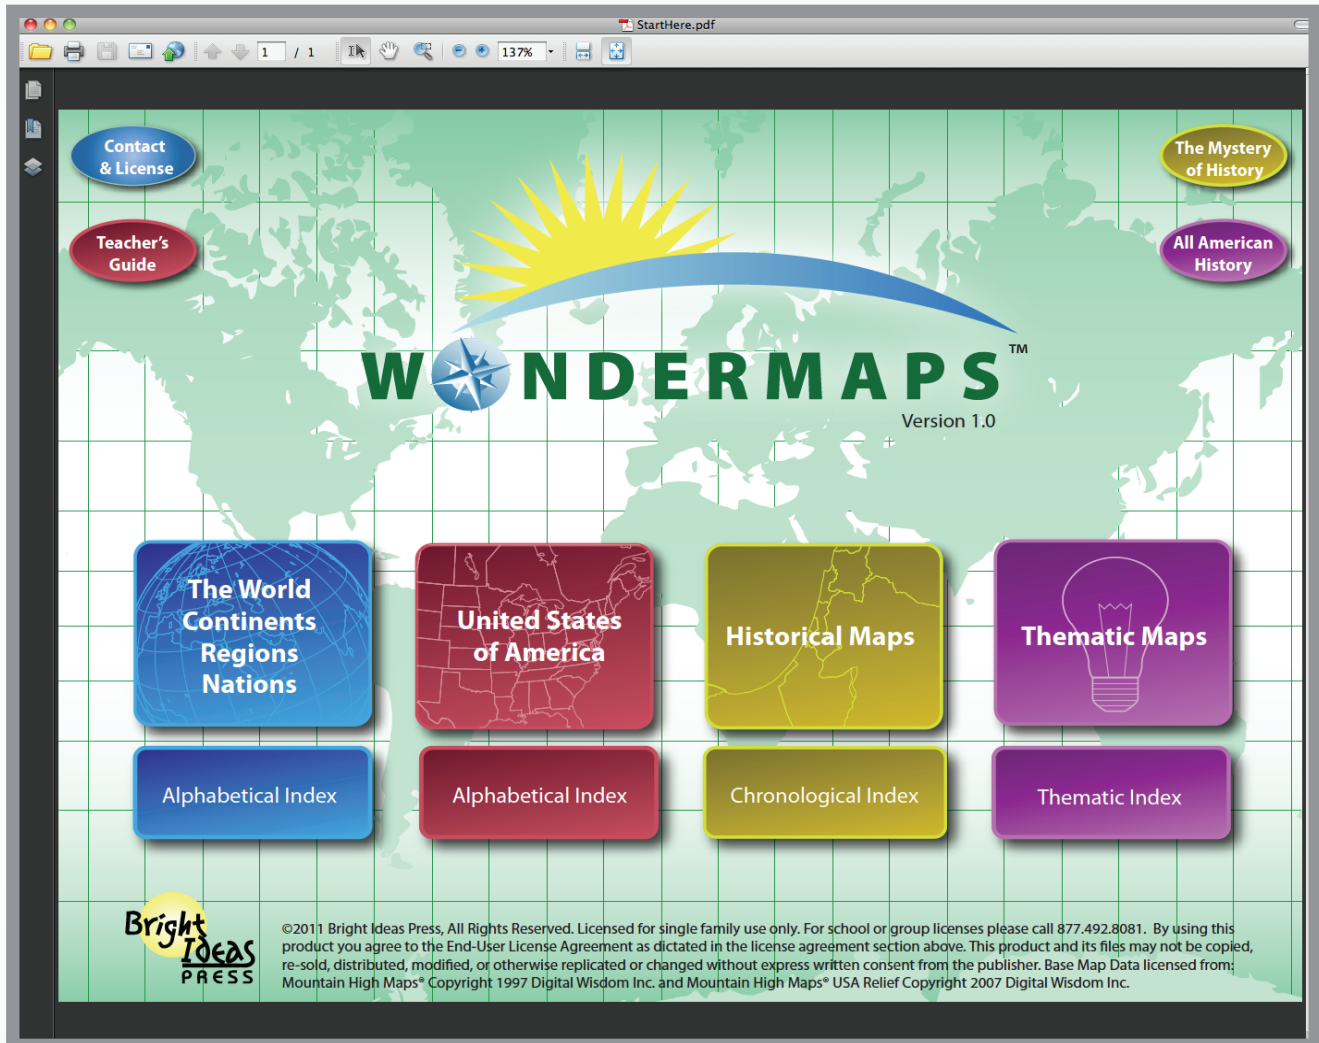 StartHere.pdf
1 / 1
137%
Contact
& License
The Mystery
of History
Teacher's
Guide
All American
History
WONDERMAPS™
Version 1.0
The World
Continents
Regions
Nations
United States
of America
Historical Maps
Thematic Maps
Alphabetical Index
Alphabetical Index
Chronological Index
Thematic Index
Bright
Ideas
PRESS
©2011 Bright Ideas Press, All Rights Reserved. Licensed for single family use only. For school or group licenses please call 877.492.8081. By using this
product you agree to the End-User License Agreement as dictated in the license agreement section above. This product and its files may not be copied,
re-sold, distributed, modified, or otherwise replicated or changed without express written consent from the publisher. Base Map Data licensed from:
Mountain High Maps® Copyright 1997 Digital Wisdom Inc. and Mountain High Maps® USA Relief Copyright 2007 Digital Wisdom Inc.